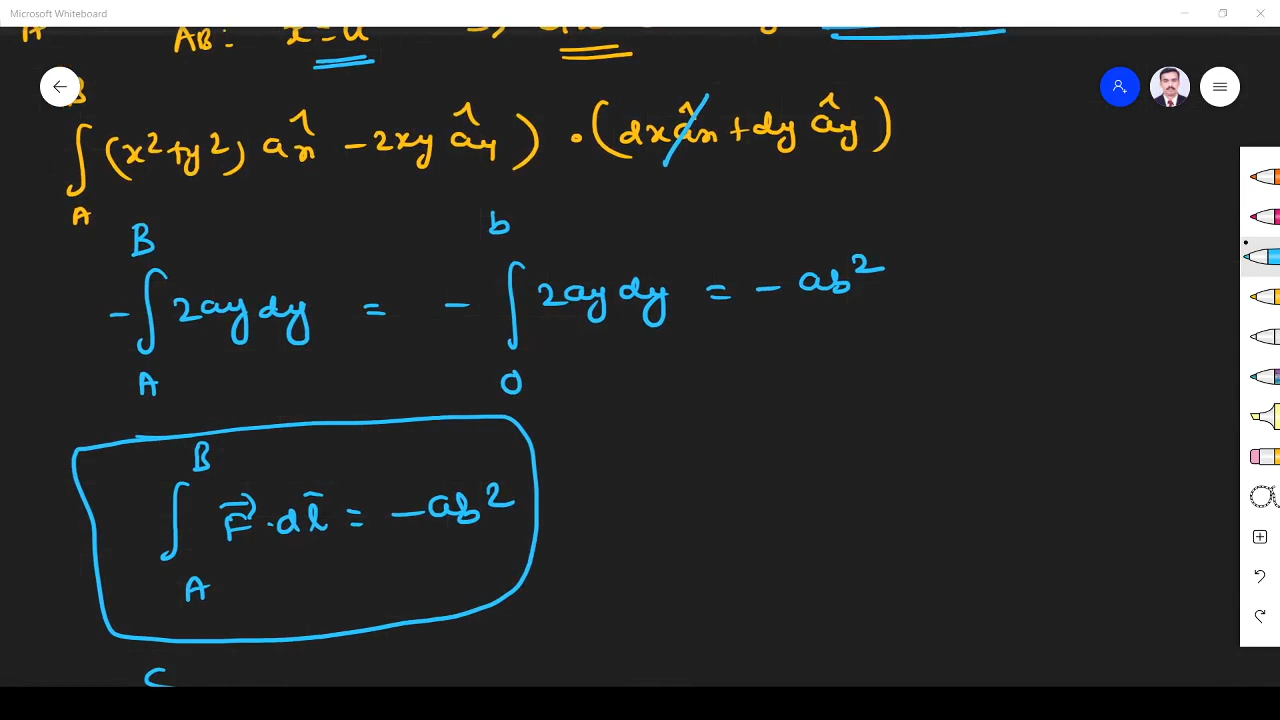 Microsoft Whiteboard
A AB: x = a
B
∫ (x² + y²) âx − 2xy ây ) · (dx âx + dy ây )
A
B b
− ∫ 2ay dy = − ∫ 2ay dy = − ab²
A 0
B
∫ F⃗ · dl̄ = − ab²
A
C